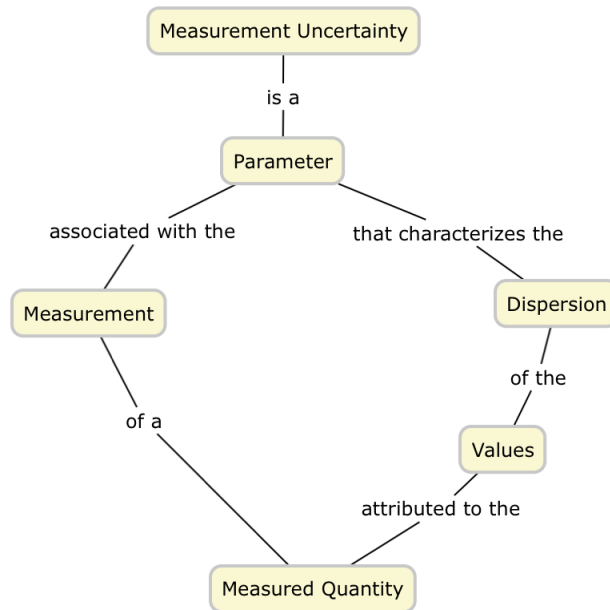 Measurement Uncertainty
is a
Parameter
associated with the
that characterizes the
Measurement
Dispersion
of a
of the
Values
attributed to the
Measured Quantity